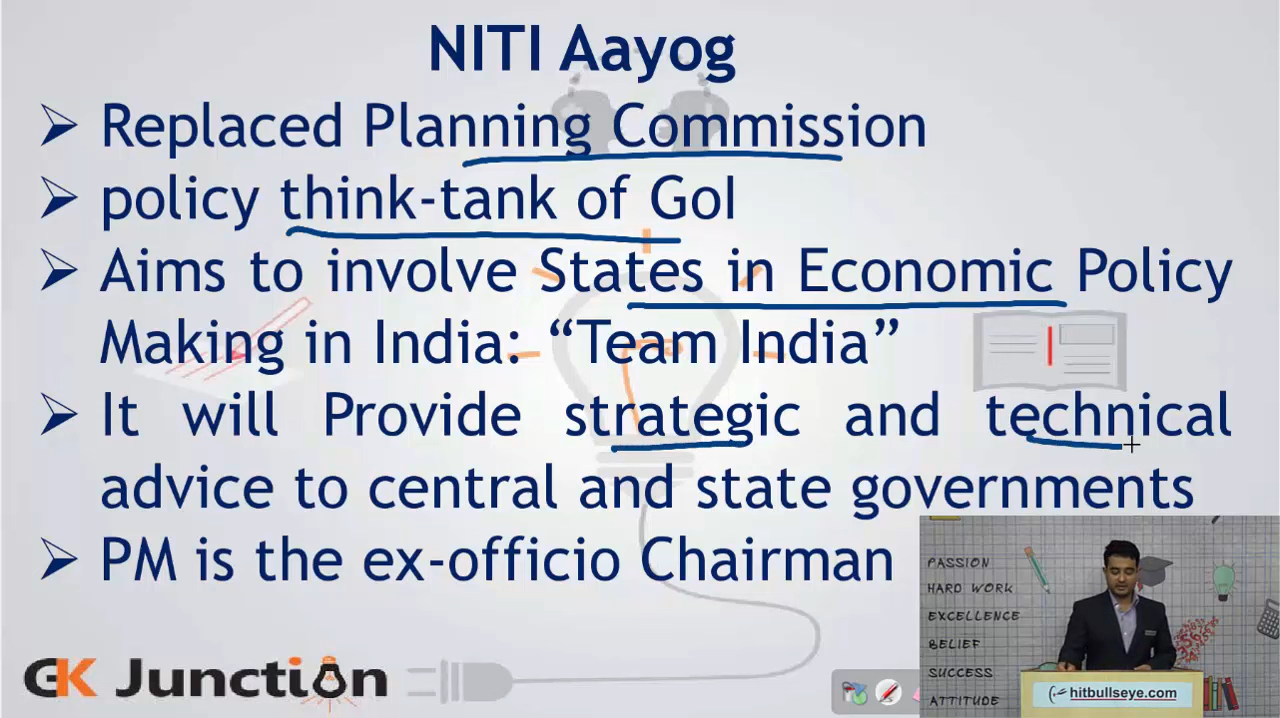 NITI Aayog
➢ Replaced Planning Commission
➢ policy think-tank of GoI
➢ Aims to involve States in Economic Policy
Making in India: “Team India”
➢ It will Provide strategic and technical
advice to central and state governments
➢ PM is the ex-officio Chairman
GK Junction
PASSION
HARD WORK
EXCELLENCE
BELIEF
SUCCESS
ATTITUDE
hitbullseye.com